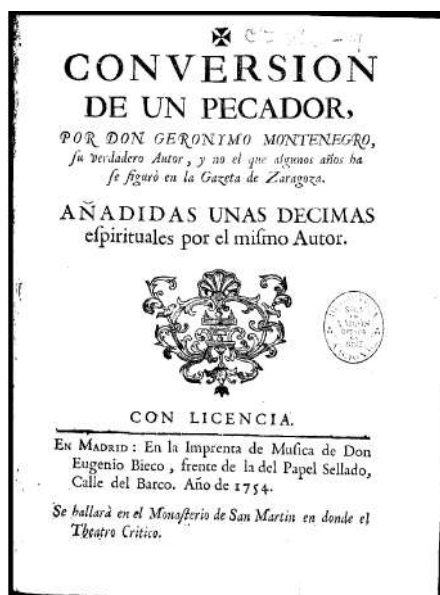 CONVERSION
DE UN PECADOR,
POR DON GERONYMO MONTENEGRO,
ſu verdadero Autor, y no el que algunos años ha
ſe figurò en la Gazeta de Zaragoza.
AÑADIDAS UNAS DECIMAS
eſpirituales por el miſmo Autor.
CON LICENCIA.
EN MADRID: En la Imprenta de Muſica de Don
Eugenio Bieco, frente de la del Papel Sellado,
Calle del Barco. Año de 1754.
Se hallarà en el Monaſterio de San Martin en donde el
Theatro Critico.